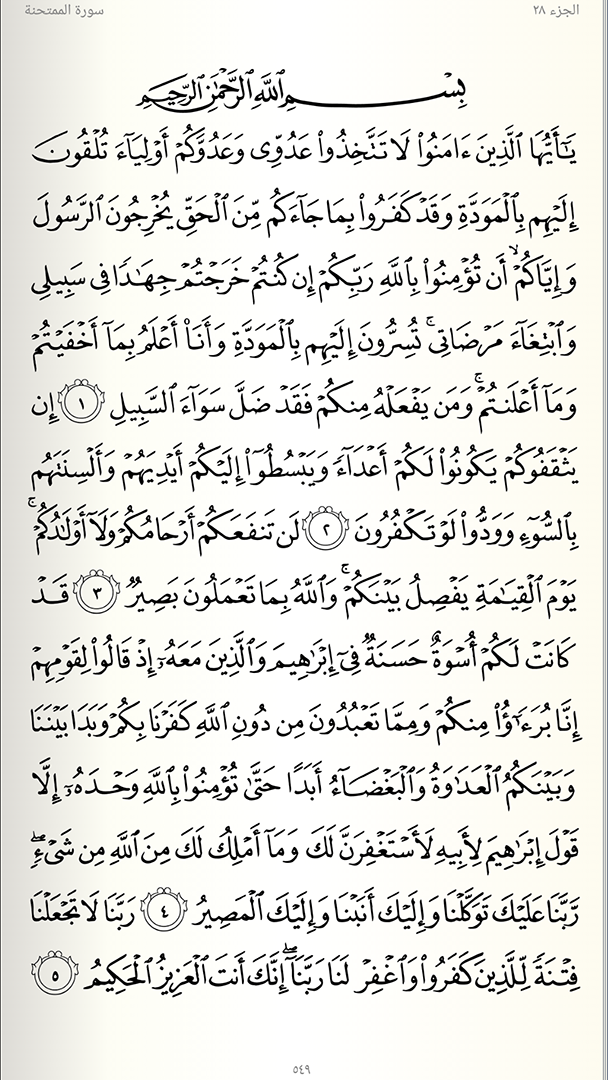 الجزء ٢٨
سورة الممتحنة
بِسْمِ ٱللَّهِ ٱلرَّحْمَٰنِ ٱلرَّحِيمِ
يَٰٓأَيُّهَا ٱلَّذِينَ ءَامَنُوا۟ لَا تَتَّخِذُوا۟ عَدُوِّى وَعَدُوَّكُمْ أَوْلِيَآءَ تُلْقُونَ
إِلَيْهِم بِٱلْمَوَدَّةِ وَقَدْ كَفَرُوا۟ بِمَا جَآءَكُم مِّنَ ٱلْحَقِّ يُخْرِجُونَ ٱلرَّسُولَ
وَإِيَّاكُمْ ۙ أَن تُؤْمِنُوا۟ بِٱللَّهِ رَبِّكُمْ إِن كُنتُمْ خَرَجْتُمْ جِهَٰدًا فِى سَبِيلِى
وَٱبْتِغَآءَ مَرْضَاتِى ۚ تُسِرُّونَ إِلَيْهِم بِٱلْمَوَدَّةِ وَأَنَا۠ أَعْلَمُ بِمَآ أَخْفَيْتُمْ
وَمَآ أَعْلَنتُمْ ۚ وَمَن يَفْعَلْهُ مِنكُمْ فَقَدْ ضَلَّ سَوَآءَ ٱلسَّبِيلِ ١ إِن
يَثْقَفُوكُمْ يَكُونُوا۟ لَكُمْ أَعْدَآءً وَيَبْسُطُوٓا۟ إِلَيْكُمْ أَيْدِيَهُمْ وَأَلْسِنَتَهُم
بِٱلسُّوٓءِ وَوَدُّوا۟ لَوْ تَكْفُرُونَ ٢ لَن تَنفَعَكُمْ أَرْحَامُكُمْ وَلَآ أَوْلَٰدُكُمْ ۚ
يَوْمَ ٱلْقِيَٰمَةِ يَفْصِلُ بَيْنَكُمْ ۚ وَٱللَّهُ بِمَا تَعْمَلُونَ بَصِيرٌ ٣ قَدْ
كَانَتْ لَكُمْ أُسْوَةٌ حَسَنَةٌ فِىٓ إِبْرَٰهِيمَ وَٱلَّذِينَ مَعَهُۥٓ إِذْ قَالُوا۟ لِقَوْمِهِمْ
إِنَّا بُرَءَٰٓؤُا۟ مِنكُمْ وَمِمَّا تَعْبُدُونَ مِن دُونِ ٱللَّهِ كَفَرْنَا بِكُمْ وَبَدَا بَيْنَنَا
وَبَيْنَكُمُ ٱلْعَدَٰوَةُ وَٱلْبَغْضَآءُ أَبَدًا حَتَّىٰ تُؤْمِنُوا۟ بِٱللَّهِ وَحْدَهُۥٓ إِلَّا
قَوْلَ إِبْرَٰهِيمَ لِأَبِيهِ لَأَسْتَغْفِرَنَّ لَكَ وَمَآ أَمْلِكُ لَكَ مِنَ ٱللَّهِ مِن شَىْءٍ ۖ
رَّبَّنَا عَلَيْكَ تَوَكَّلْنَا وَإِلَيْكَ أَنَبْنَا وَإِلَيْكَ ٱلْمَصِيرُ ٤ رَبَّنَا لَا تَجْعَلْنَا
فِتْنَةً لِّلَّذِينَ كَفَرُوا۟ وَٱغْفِرْ لَنَا رَبَّنَآ ۖ إِنَّكَ أَنتَ ٱلْعَزِيزُ ٱلْحَكِيمُ ٥
٥٤٩